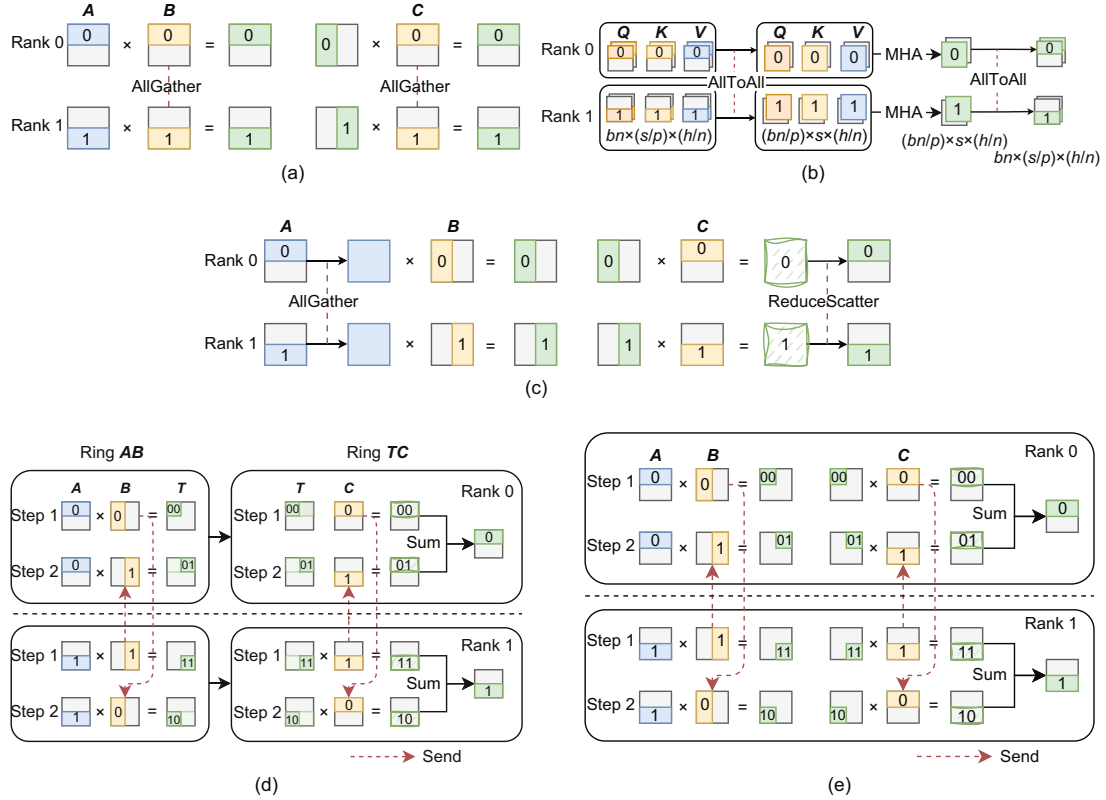 A B C
Rank 0 0 × 0 = 0 0 × 0 = 0
AllGather AllGather
Rank 1 1 × 1 = 1 1 × 1 = 1
(a)
Q K V Q K V
Rank 0 0 0 0 0 0 0 MHA 0 0
AllToAll AllToAll
Rank 1 1 1 1 1 1 1 MHA 1 1
bn×(s/p)×(h/n) (bn/p)×s×(h/n) (bn/p)×s×(h/n)
bn×(s/p)×(h/n)
(b)
A B C
Rank 0 0 × 0 = 0 0 × 0 = 0 0
AllGather ReduceScatter
Rank 1 1 × 1 = 1 1 × 1 = 1 1
(c)
Ring AB Ring TC
A B T T C Rank 0
Step 1 0 × 0 = 00 Step 1 00 × 0 = 00
Sum 0
Step 2 0 × 1 = 01 Step 2 01 × 1 = 01
Step 1 1 × 1 = 11 Step 1 11 × 1 = 11 Rank 1
Sum 1
Step 2 1 × 0 = 10 Step 2 10 × 0 = 10
Send
(d)
A B C Rank 0
Step 1 0 × 0 = 00 00 × 0 = 00
Sum 0
Step 2 0 × 1 = 01 01 × 1 = 01
Rank 1
Step 1 1 × 1 = 11 11 × 1 = 11
Sum 1
Step 2 1 × 0 = 10 10 × 0 = 10
Send
(e)